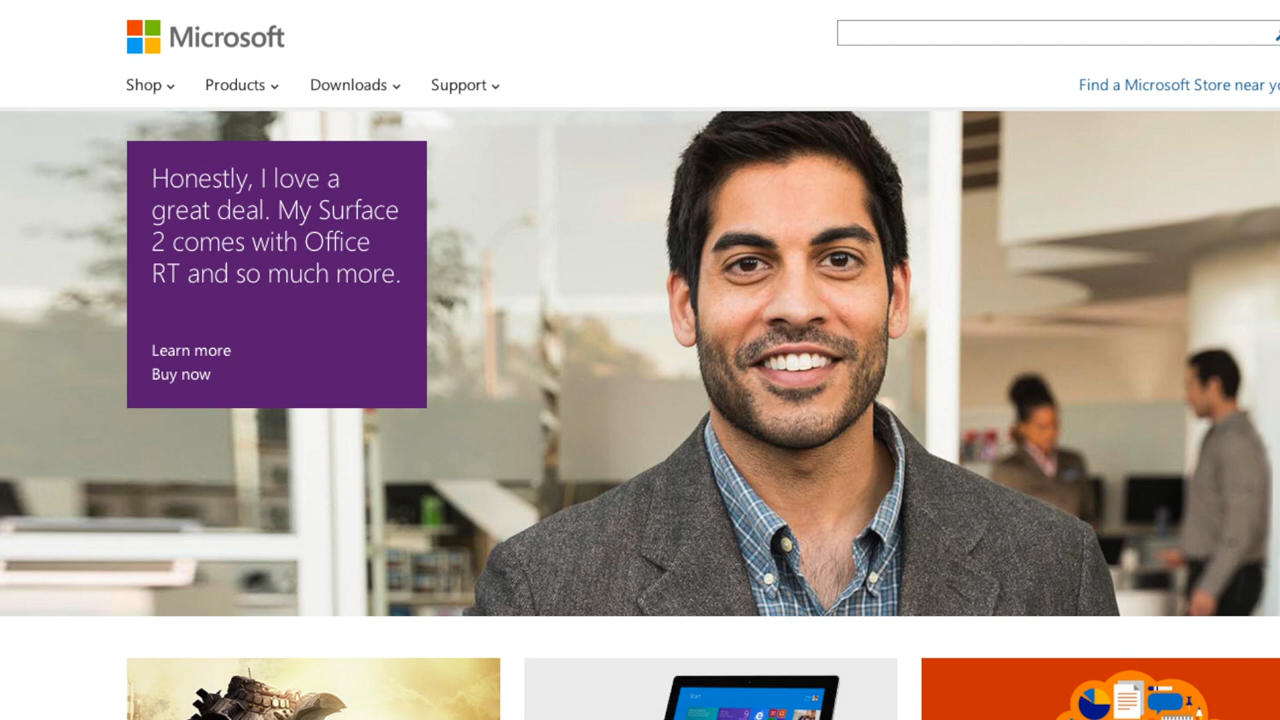 Microsoft
Shop
Products
Downloads
Support
Find a Microsoft Store near
Honestly, I love a
great deal. My Surface
2 comes with Office
RT and so much more.
Learn more
Buy now
Start